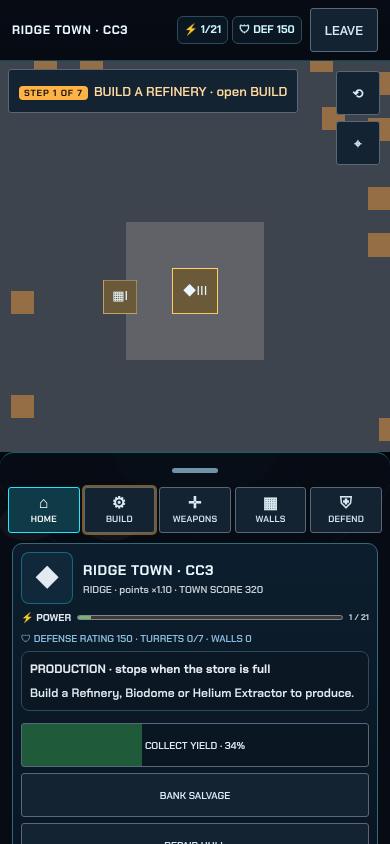 RIDGE TOWN · CC3
⚡ 1/21
🛡 DEF 150
LEAVE
STEP 1 OF 7 BUILD A REFINERY · open BUILD
HOME
BUILD
WEAPONS
WALLS
DEFEND
RIDGE TOWN · CC3
RIDGE · points ×1.10 · TOWN SCORE 320
⚡ POWER 1 / 21
🛡 DEFENSE RATING 150 · TURRETS 0/7 · WALLS 0
PRODUCTION · stops when the store is full
Build a Refinery, Biodome or Helium Extractor to produce.
COLLECT YIELD · 34%
BANK SALVAGE
REPAIR HULL